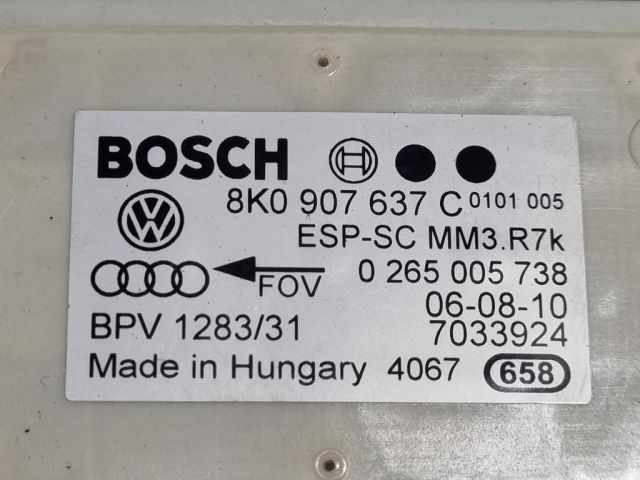 BOSCH
8K0 907 637 C 0101 005
ESP-SC MM3.R7k
FOV 0 265 005 738
06-08-10
BPV 1283/31 7033924
Made in Hungary 4067 658